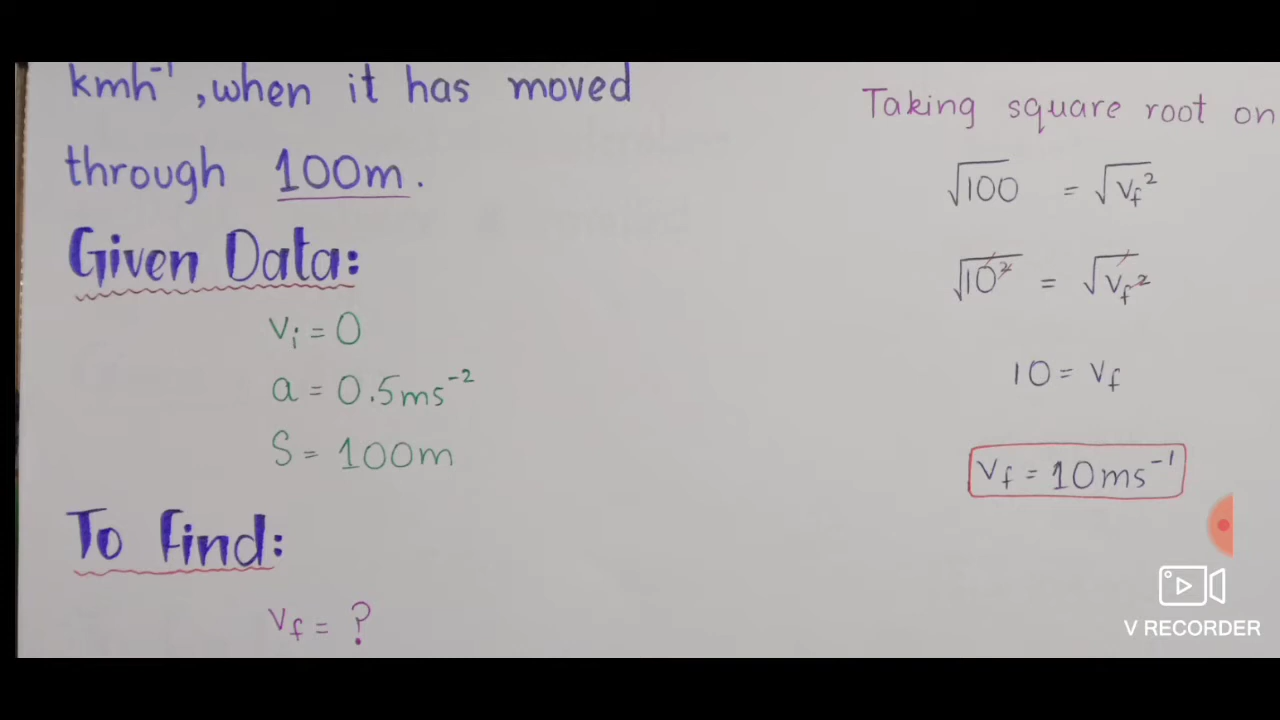 kmh⁻¹, when it has moved
through 100m.
Given Data:
vᵢ = 0
a = 0.5ms⁻²
S = 100m
To Find:
v_f = ?
Taking square root on
√100 = √v_f²
√10² = √v_f²
10 = v_f
v_f = 10ms⁻¹
V RECORDER